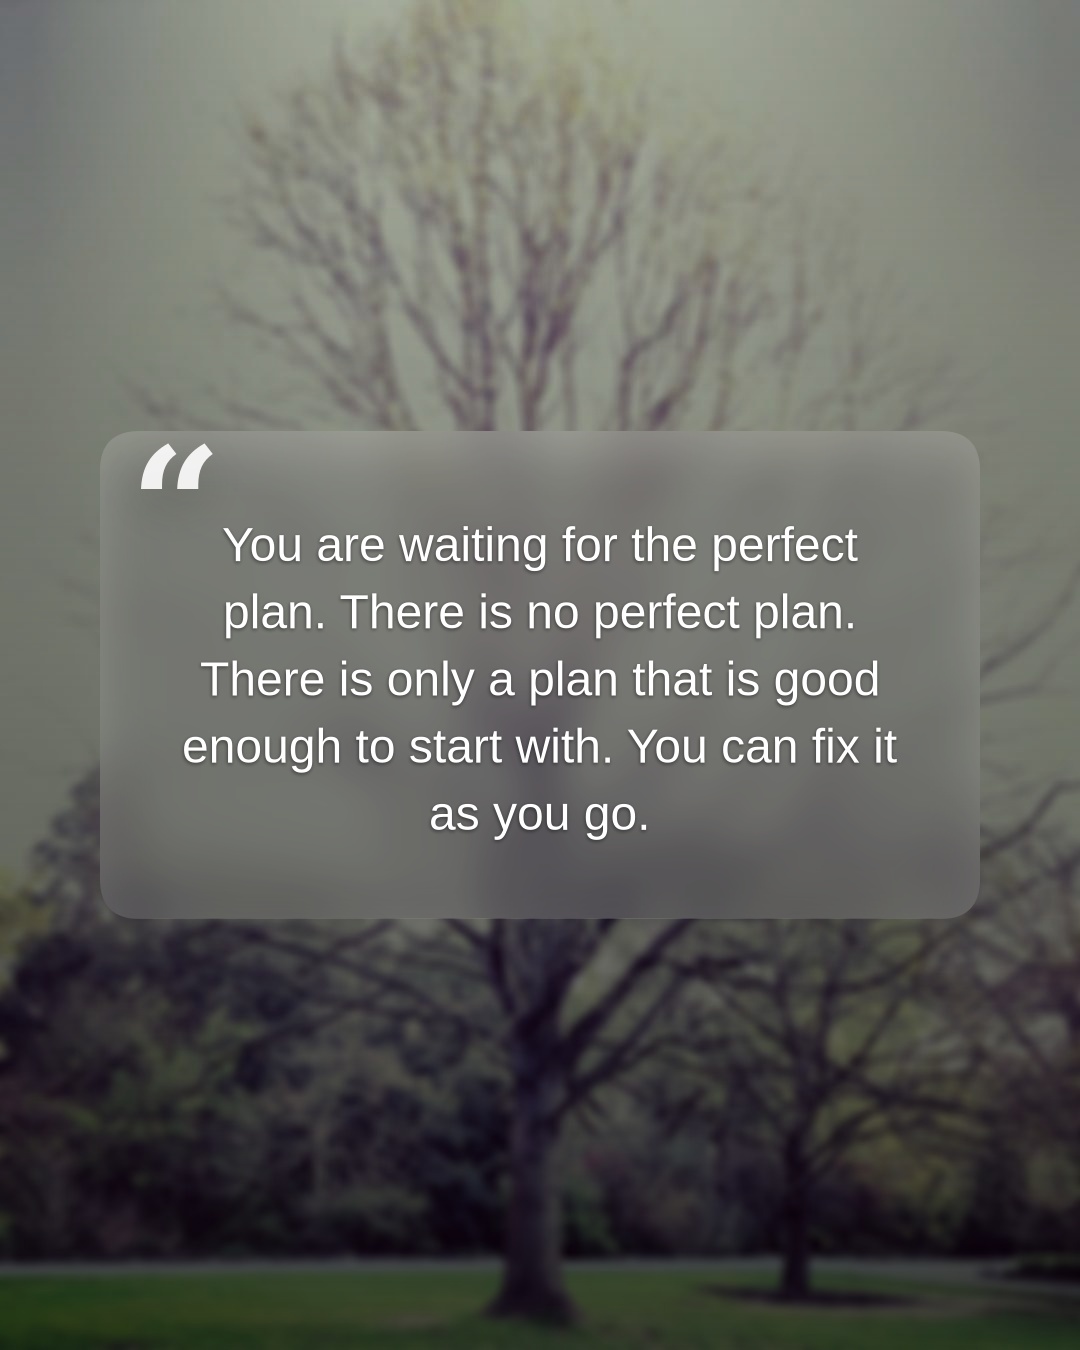 “
You are waiting for the perfect
plan. There is no perfect plan.
There is only a plan that is good
enough to start with. You can fix it
as you go.